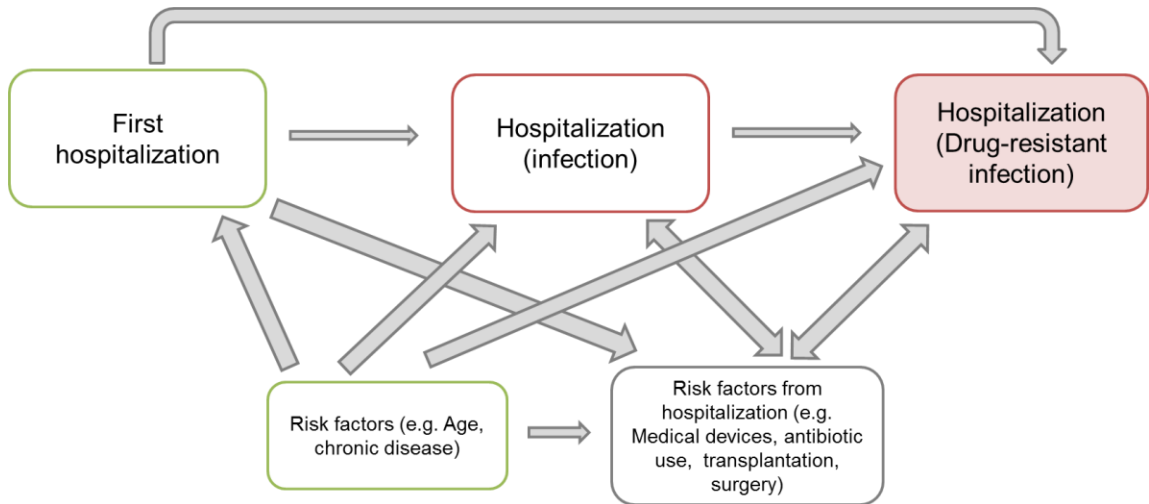 First
hospitalization
Hospitalization
(infection)
Hospitalization
(Drug-resistant
infection)
Risk factors (e.g. Age,
chronic disease)
Risk factors from
hospitalization (e.g.
Medical devices, antibiotic
use, transplantation,
surgery)